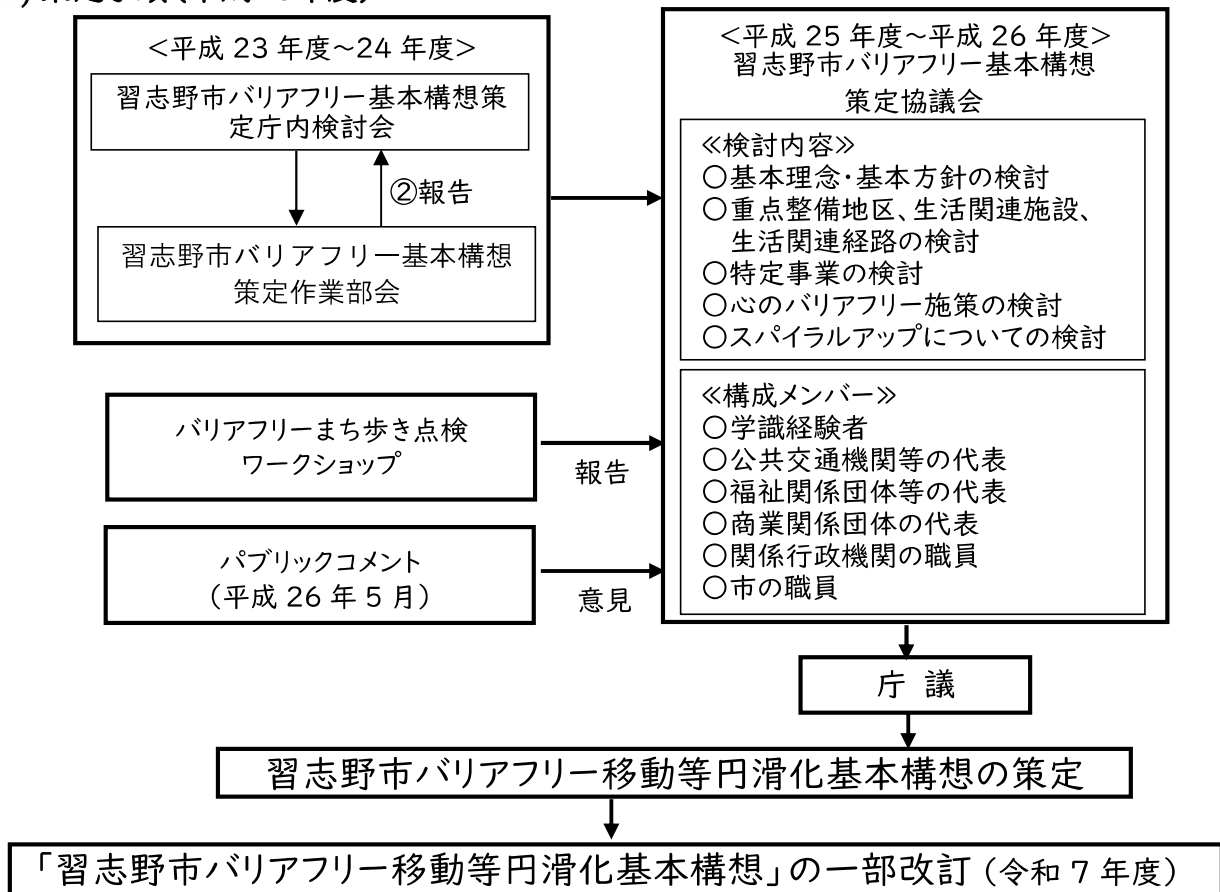 ＜平成 23 年度～24 年度＞
習志野市バリアフリー基本構想策
定庁内検討会
②報告
習志野市バリアフリー基本構想
策定作業部会
バリアフリーまち歩き点検
ワークショップ
報告
パブリックコメント
（平成 26 年 5 月）
意見
＜平成 25 年度～平成 26 年度＞
習志野市バリアフリー基本構想
策定協議会
≪検討内容≫
○基本理念・基本方針の検討
○重点整備地区、生活関連施設、
生活関連経路の検討
○特定事業の検討
○心のバリアフリー施策の検討
○スパイラルアップについての検討
≪構成メンバー≫
○学識経験者
○公共交通機関等の代表
○福祉関係団体等の代表
○商業関係団体の代表
○関係行政機関の職員
○市の職員
庁 議
習志野市バリアフリー移動等円滑化基本構想の策定
「習志野市バリアフリー移動等円滑化基本構想」の一部改訂（令和 7 年度）